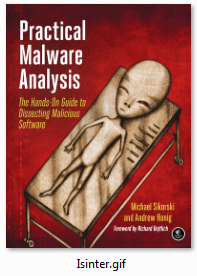 Practical
Malware
Analysis
The Hands-On Guide to
Dissecting Malicious
Software
Michael Sikorski
and Andrew Honig
Foreword by Richard Bejtlich
Isinter.gif